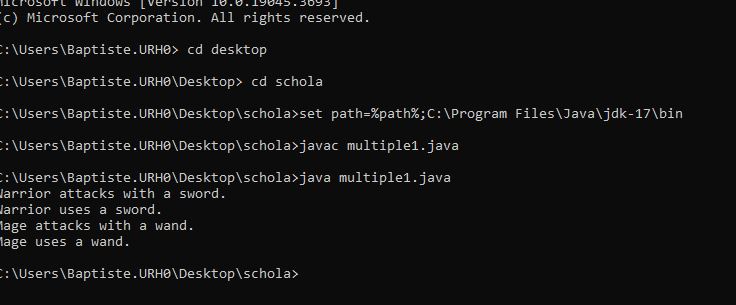 Microsoft Windows [Version 10.0.19045.3693]
(c) Microsoft Corporation. All rights reserved.
C:\Users\Baptiste.URH0> cd desktop
C:\Users\Baptiste.URH0\Desktop> cd schola
C:\Users\Baptiste.URH0\Desktop\schola>set path=%path%;C:\Program Files\Java\jdk-17\bin
C:\Users\Baptiste.URH0\Desktop\schola>javac multiple1.java
C:\Users\Baptiste.URH0\Desktop\schola>java multiple1.java
Warrior attacks with a sword.
Warrior uses a sword.
Mage attacks with a wand.
Mage uses a wand.
C:\Users\Baptiste.URH0\Desktop\schola>